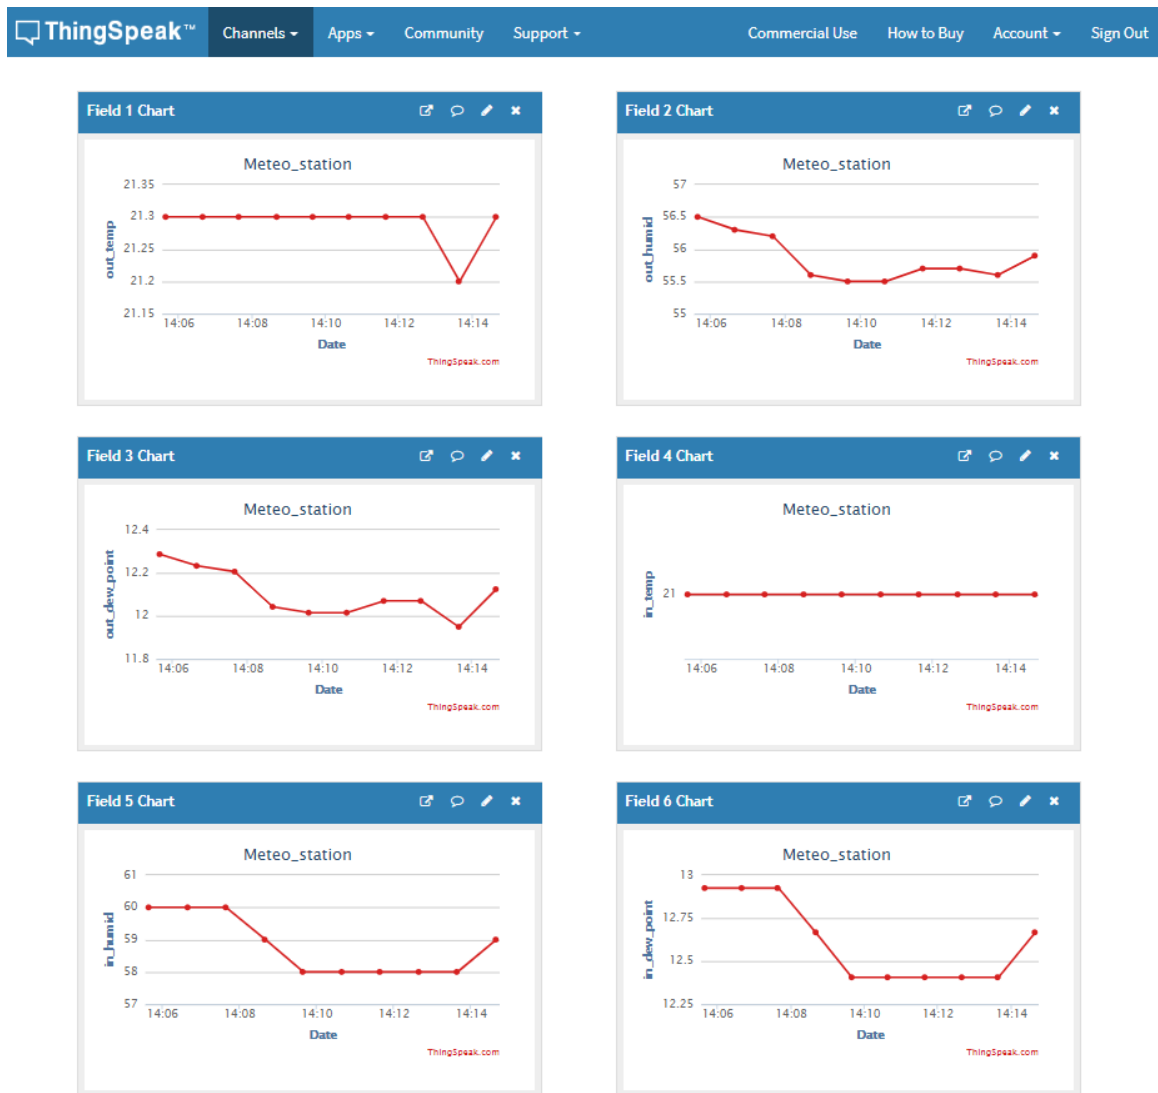 ThingSpeak™ Channels Apps Community Support Commercial Use How to Buy Account Sign Out
Field 1 Chart
Meteo_station
21.35
21.3
21.25
21.2
21.15
out_temp
14:06 14:08 14:10 14:12 14:14
Date
ThingSpeak.com
Field 2 Chart
Meteo_station
57
56.5
56
55.5
55
out_humid
14:06 14:08 14:10 14:12 14:14
Date
ThingSpeak.com
Field 3 Chart
Meteo_station
12.4
12.2
12
11.8
out_dew_point
14:06 14:08 14:10 14:12 14:14
Date
ThingSpeak.com
Field 4 Chart
Meteo_station
21
in_temp
14:06 14:08 14:10 14:12 14:14
Date
ThingSpeak.com
Field 5 Chart
Meteo_station
61
60
59
58
57
in_humid
14:06 14:08 14:10 14:12 14:14
Date
ThingSpeak.com
Field 6 Chart
Meteo_station
13
12.75
12.5
12.25
in_dew_point
14:06 14:08 14:10 14:12 14:14
Date
ThingSpeak.com